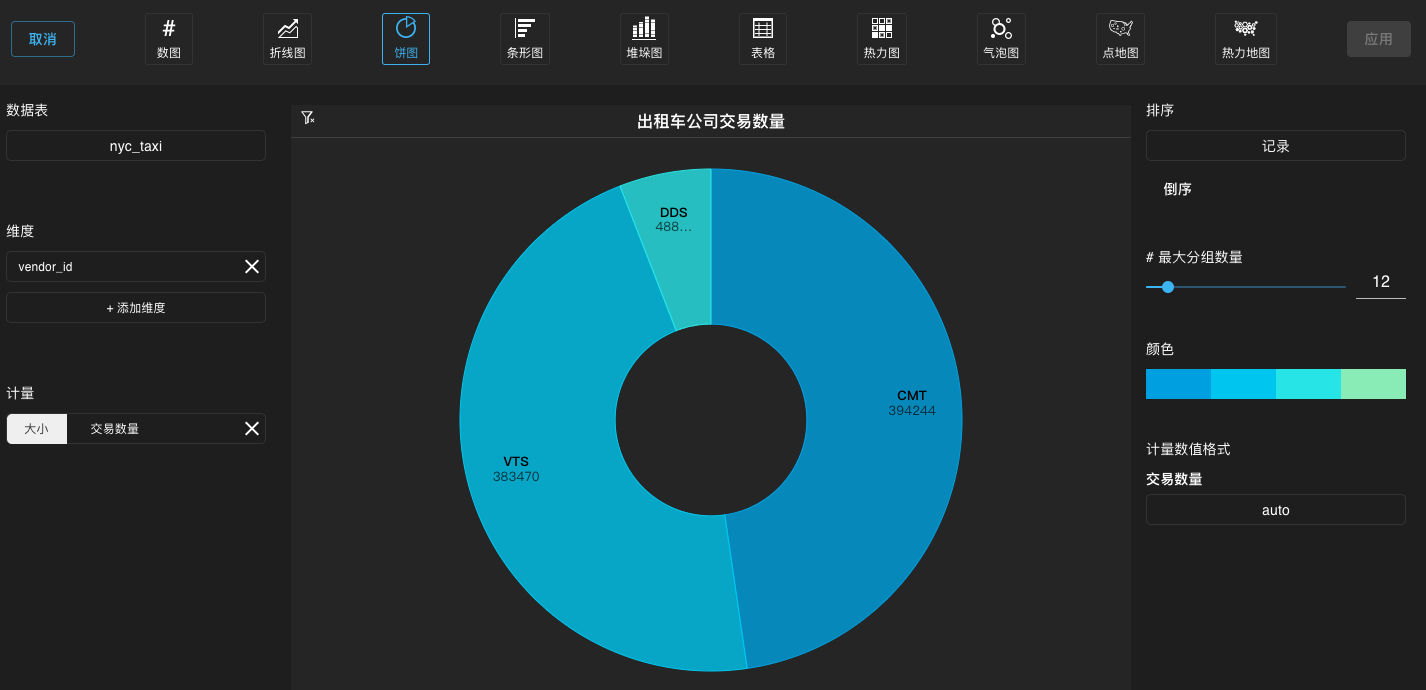 取消
数图
折线图
饼图
条形图
堆垛图
表格
热力图
气泡图
点地图
热力地图
应用
数据表
nyc_taxi
维度
vendor_id
+ 添加维度
计量
大小 交易数量
出租车公司交易数量
DDS
488...
CMT
394244
VTS
383470
排序
记录
倒序
# 最大分组数量
12
颜色
计量数值格式
交易数量
auto